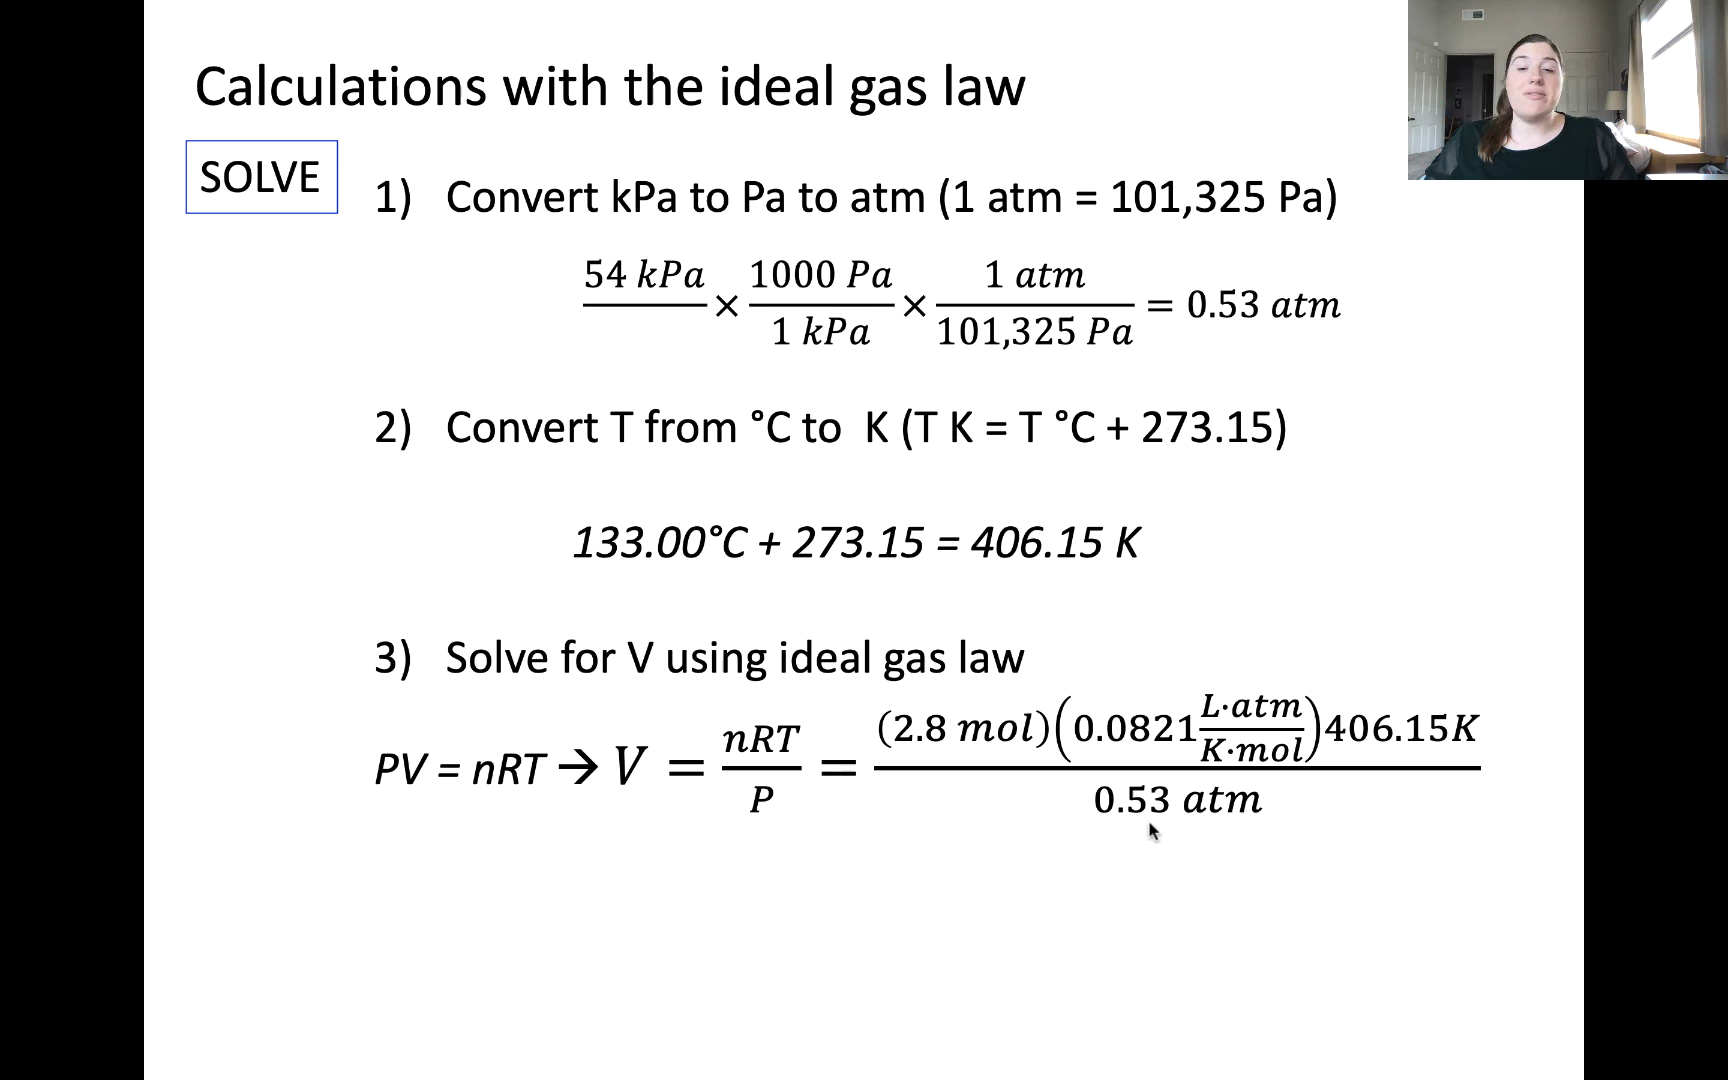 Calculations with the ideal gas law
SOLVE
1) Convert kPa to Pa to atm (1 atm = 101,325 Pa)
54 kPa × 1000 Pa / 1 kPa × 1 atm / 101,325 Pa = 0.53 atm
2) Convert T from °C to K (T K = T °C + 273.15)
133.00°C + 273.15 = 406.15 K
3) Solve for V using ideal gas law
PV = nRT → V = nRT / P = (2.8 mol)(0.0821 L·atm / K·mol)406.15K / 0.53 atm